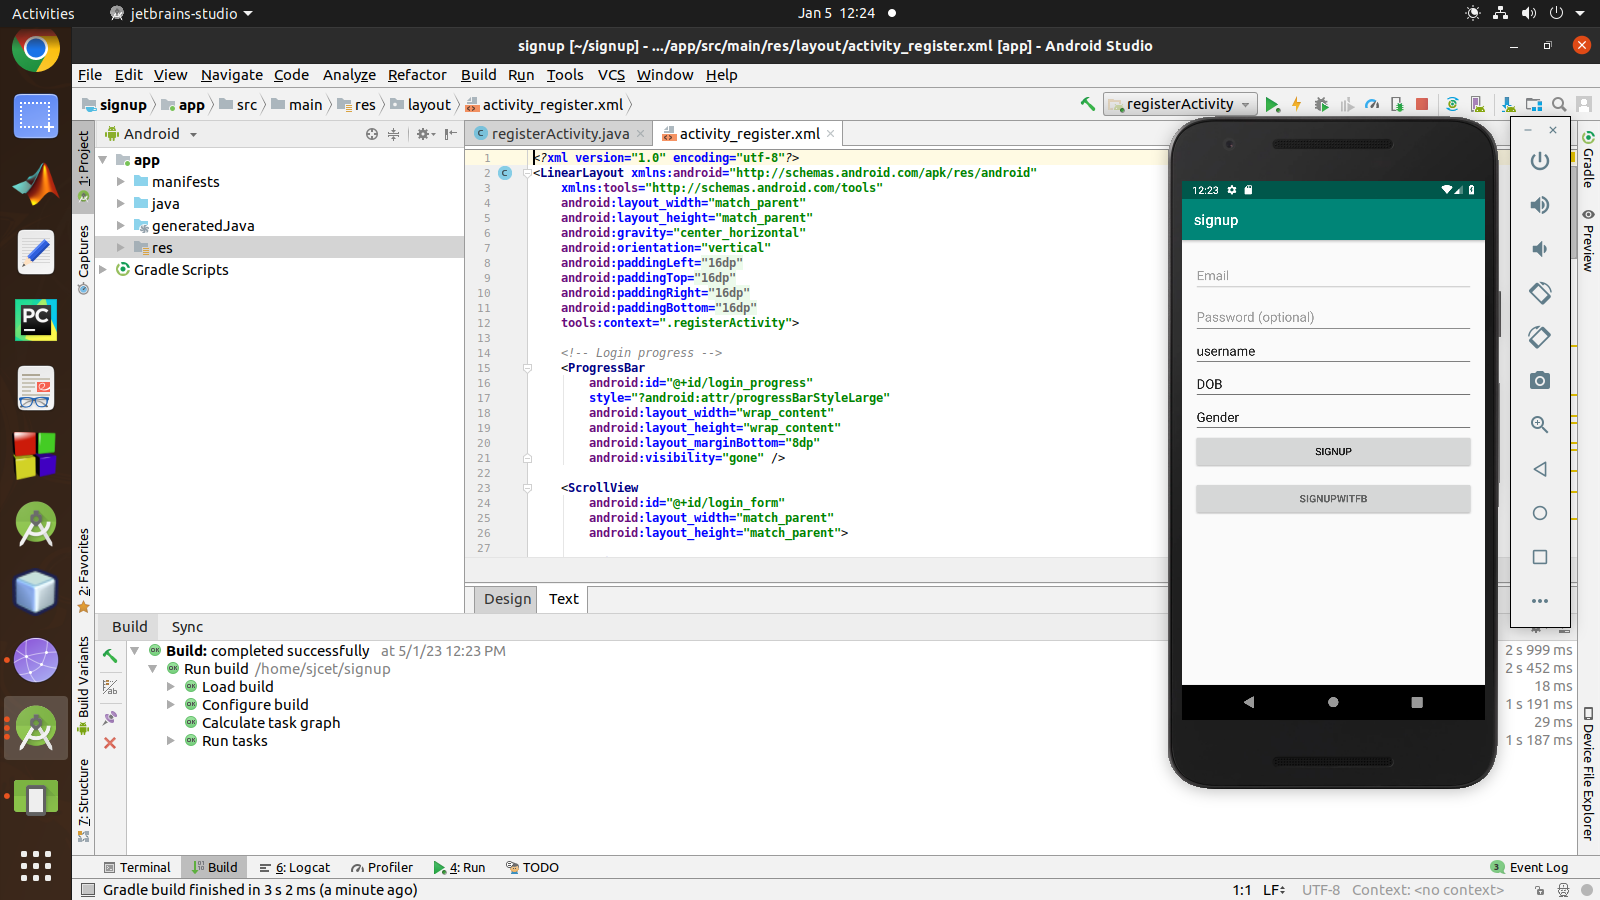 Activities
jetbrains-studio
Jan 5 12:24
signup [~/signup] - .../app/src/main/res/layout/activity_register.xml [app] - Android Studio
File Edit View Navigate Code Analyze Refactor Build Run Tools VCS Window Help
signup app src main res layout activity_register.xml
registerActivity
1: Project
Captures
2: Favorites
Build Variants
7: Structure
Android
app
manifests
java
generatedJava
res
Gradle Scripts
registerActivity.java
activity_register.xml
1 <?xml version="1.0" encoding="utf-8"?>
2 <LinearLayout xmlns:android="http://schemas.android.com/apk/res/android"
3 xmlns:tools="http://schemas.android.com/tools"
4 android:layout_width="match_parent"
5 android:layout_height="match_parent"
6 android:gravity="center_horizontal"
7 android:orientation="vertical"
8 android:paddingLeft="16dp"
9 android:paddingTop="16dp"
10 android:paddingRight="16dp"
11 android:paddingBottom="16dp"
12 tools:context=".registerActivity">
13
14 <!-- Login progress -->
15 <ProgressBar
16 android:id="@+id/login_progress"
17 style="?android:attr/progressBarStyleLarge"
18 android:layout_width="wrap_content"
19 android:layout_height="wrap_content"
20 android:layout_marginBottom="8dp"
21 android:visibility="gone" />
22
23 <ScrollView
24 android:id="@+id/login_form"
25 android:layout_width="match_parent"
26 android:layout_height="match_parent">
27
Design Text
12:23
signup
Email
Password (optional)
username
DOB
Gender
SIGNUP
SIGNUPWITFB
Gradle
Preview
Device File Explorer
Build Sync
Build: completed successfully at 5/1/23 12:23 PM 2 s 999 ms
Run build /home/sjcet/signup 2 s 452 ms
Load build 18 ms
Configure build 1 s 191 ms
Calculate task graph 29 ms
Run tasks 1 s 187 ms
PC
Terminal Build 6: Logcat Profiler 4: Run TODO 3 Event Log
Gradle build finished in 3 s 2 ms (a minute ago)
1:1 LF UTF-8 Context: <no context>